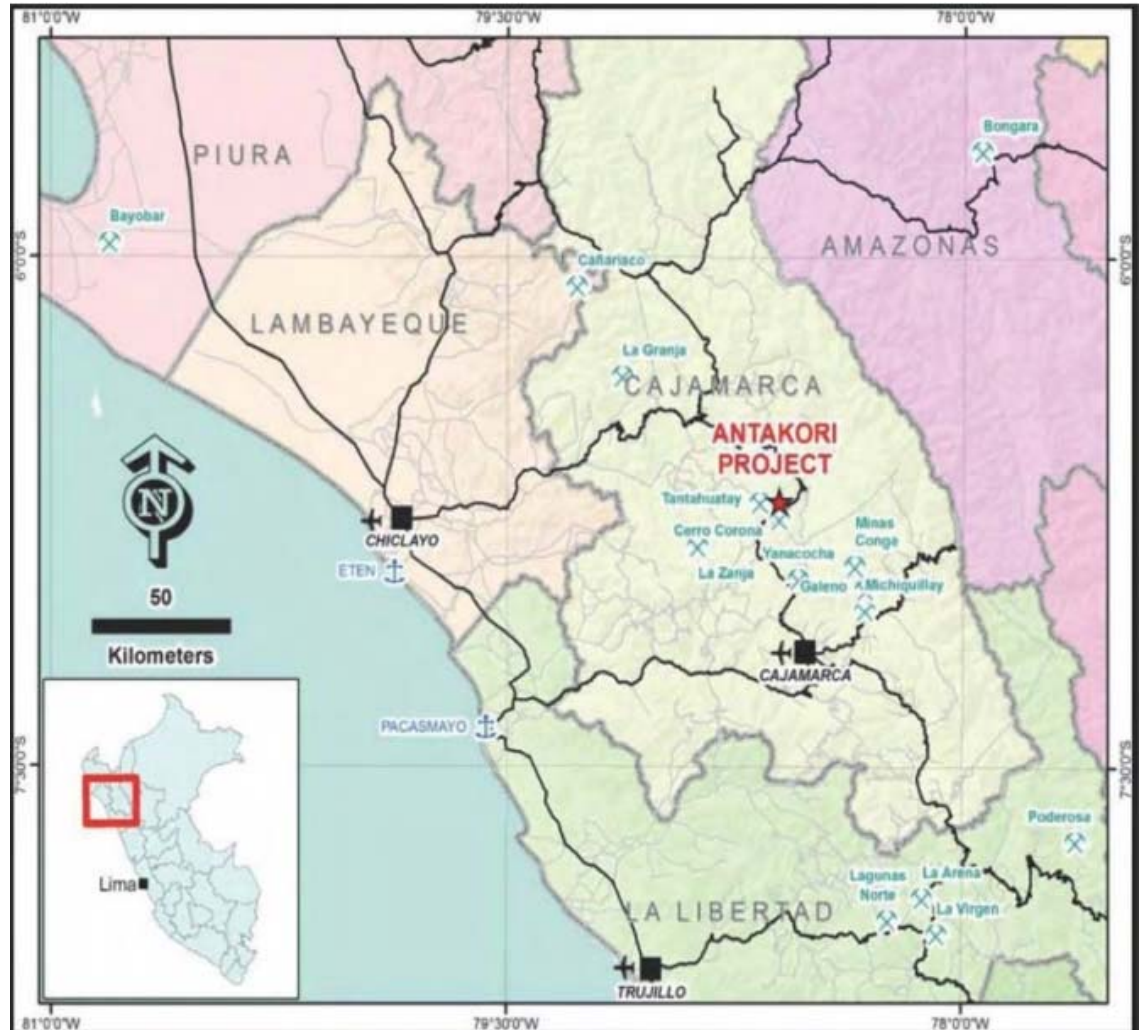 81°0'0"W
79°30'0"W
78°0'0"W
Bongara
PIURA
Bayobar
AMAZONAS
6°0'0"S
6°0'0"S
Cañariaco
LAMBAYEQUE
La Granja
CAJAMARCA
ANTAKORI
PROJECT
Tantahuatay
N
CHICLAYO
Cerro Corona
Minas
Conga
Yanacocha
ETEN
La Zanja
Galeno
Michiquillay
50
Kilometers
CAJAMARCA
PACASMAYO
7°30'0"S
7°30'0"S
Poderosa
Lima
Lagunas
Norte
La Arena
LA LIBERTAD
La Virgen
TRUJILLO
81°0'0"W
79°30'0"W
78°0'0"W